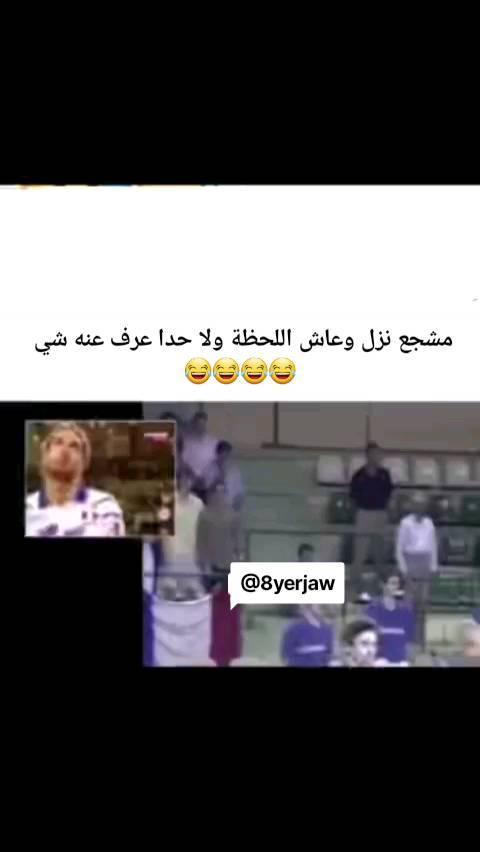 مشجع نزل وعاش اللحظة ولا حدا عرف عنه شي
😂😂😂😂
@8yerjaw